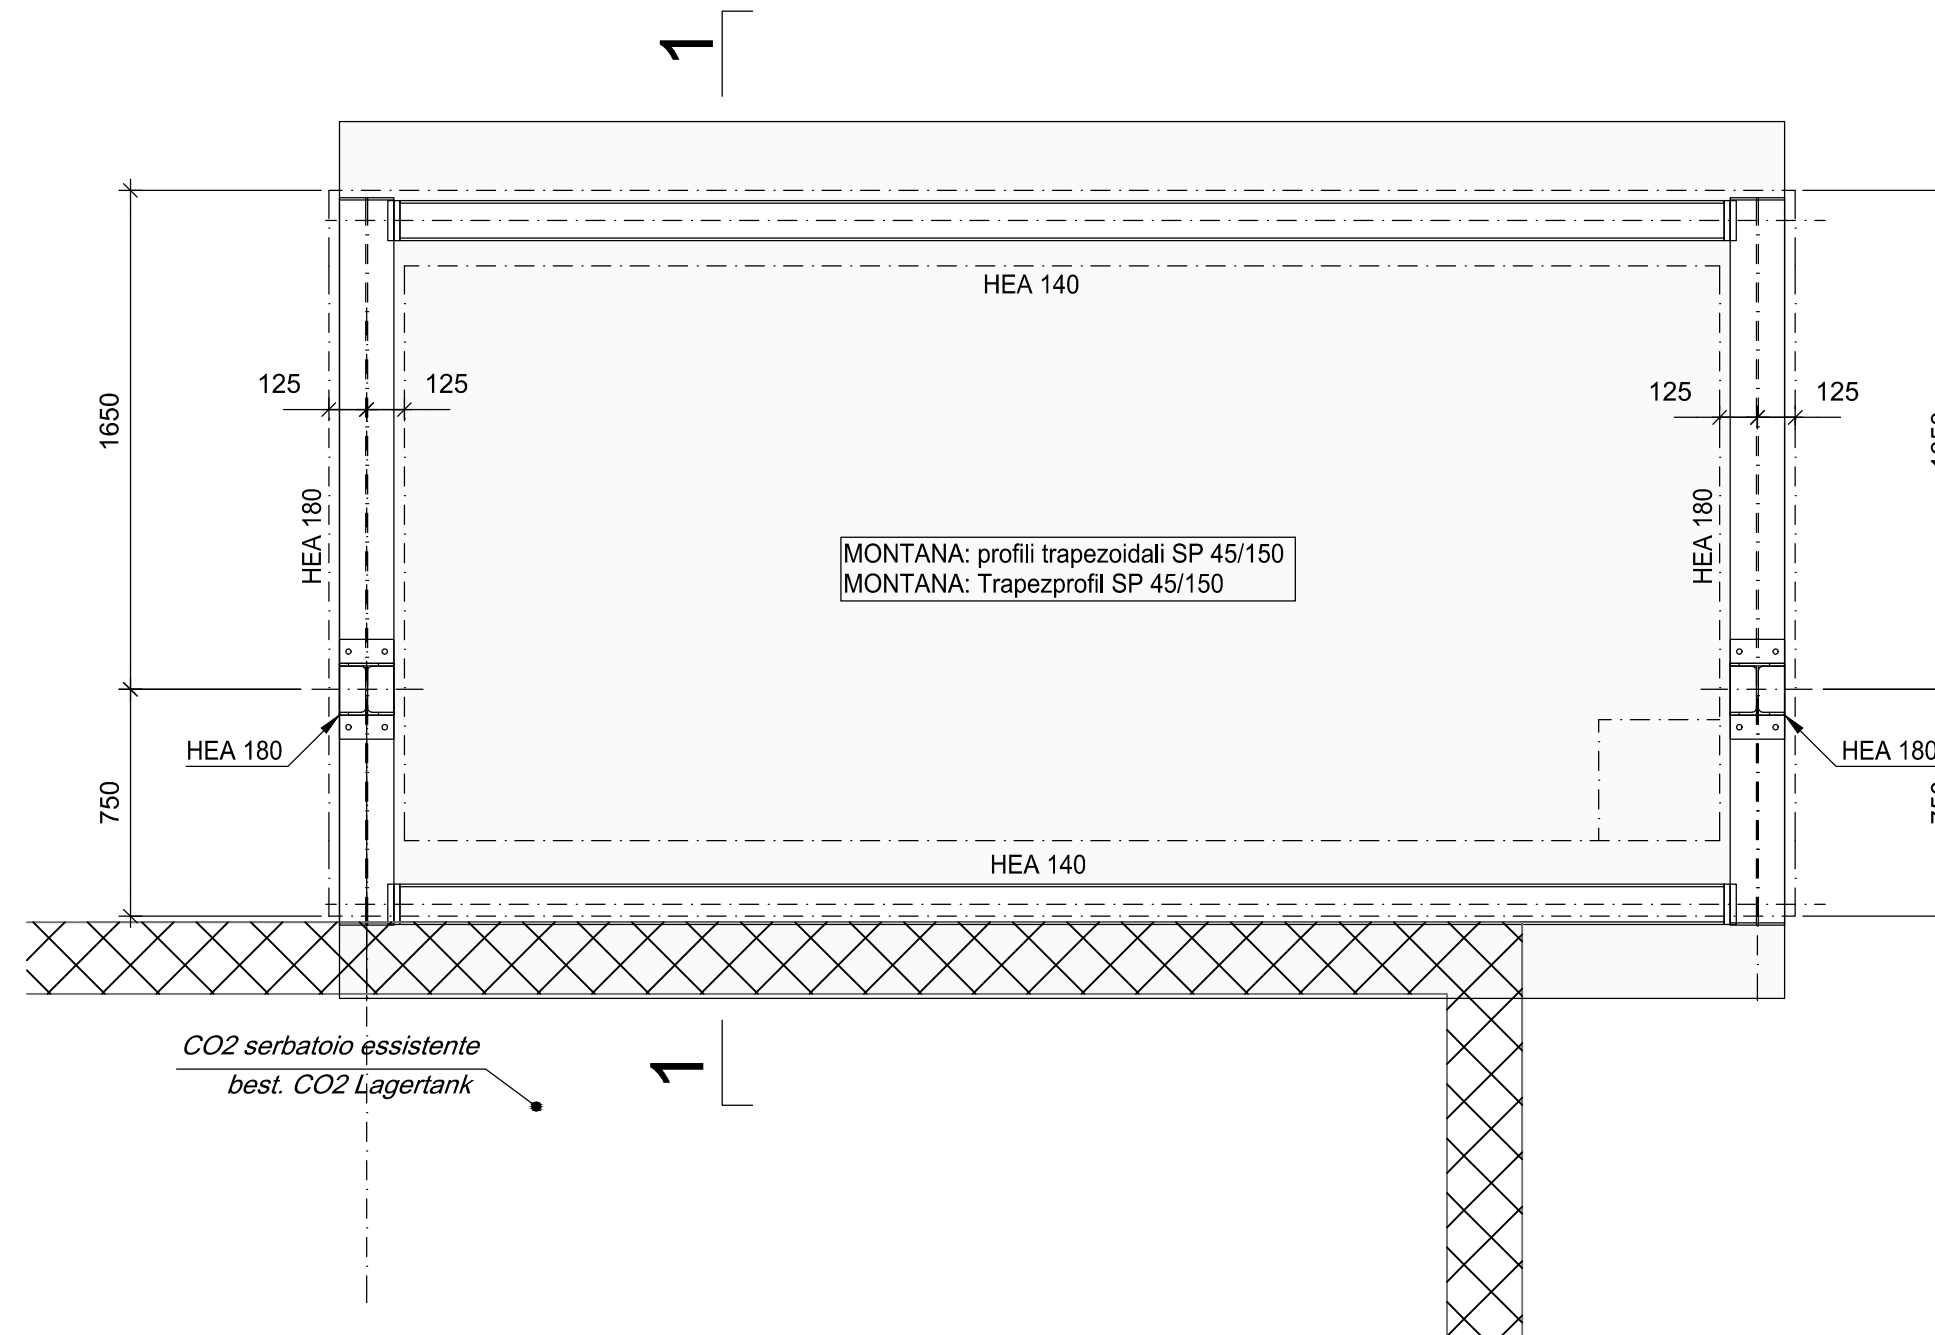 1
HEA 140
125
125
125
125
1650
HEA 180
HEA 180
MONTANA: profili trapezoidali SP 45/150
MONTANA: Trapezprofil SP 45/150
HEA 180
HEA 180
750
HEA 140
CO2 serbatoio essistente
best. CO2 Lagertank
1